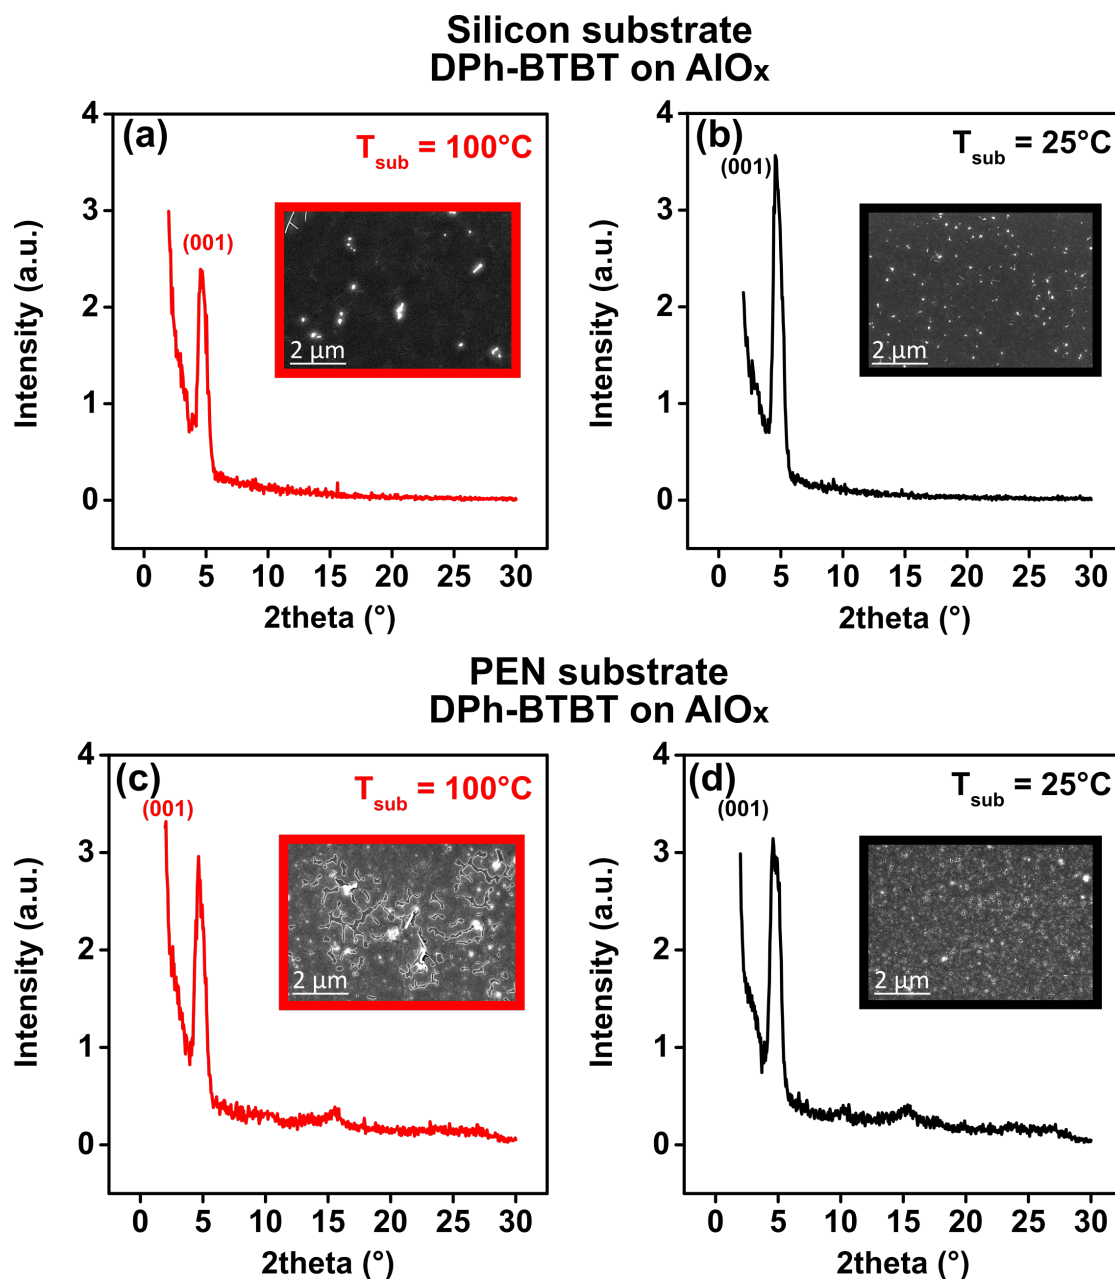 Silicon substrate
DPh-BTBT on AlOx
(a)
T sub = 100°C
(001)
2 µm
Intensity (a.u.)
4
3
2
1
0
0 5 10 15 20 25 30
2theta (°)
(b)
T sub = 25°C
(001)
2 µm
Intensity (a.u.)
4
3
2
1
0
0 5 10 15 20 25 30
2theta (°)
PEN substrate
DPh-BTBT on AlOx
(c)
T sub = 100°C
(001)
2 µm
Intensity (a.u.)
4
3
2
1
0
0 5 10 15 20 25 30
2theta (°)
(d)
T sub = 25°C
(001)
2 µm
Intensity (a.u.)
4
3
2
1
0
0 5 10 15 20 25 30
2theta (°)